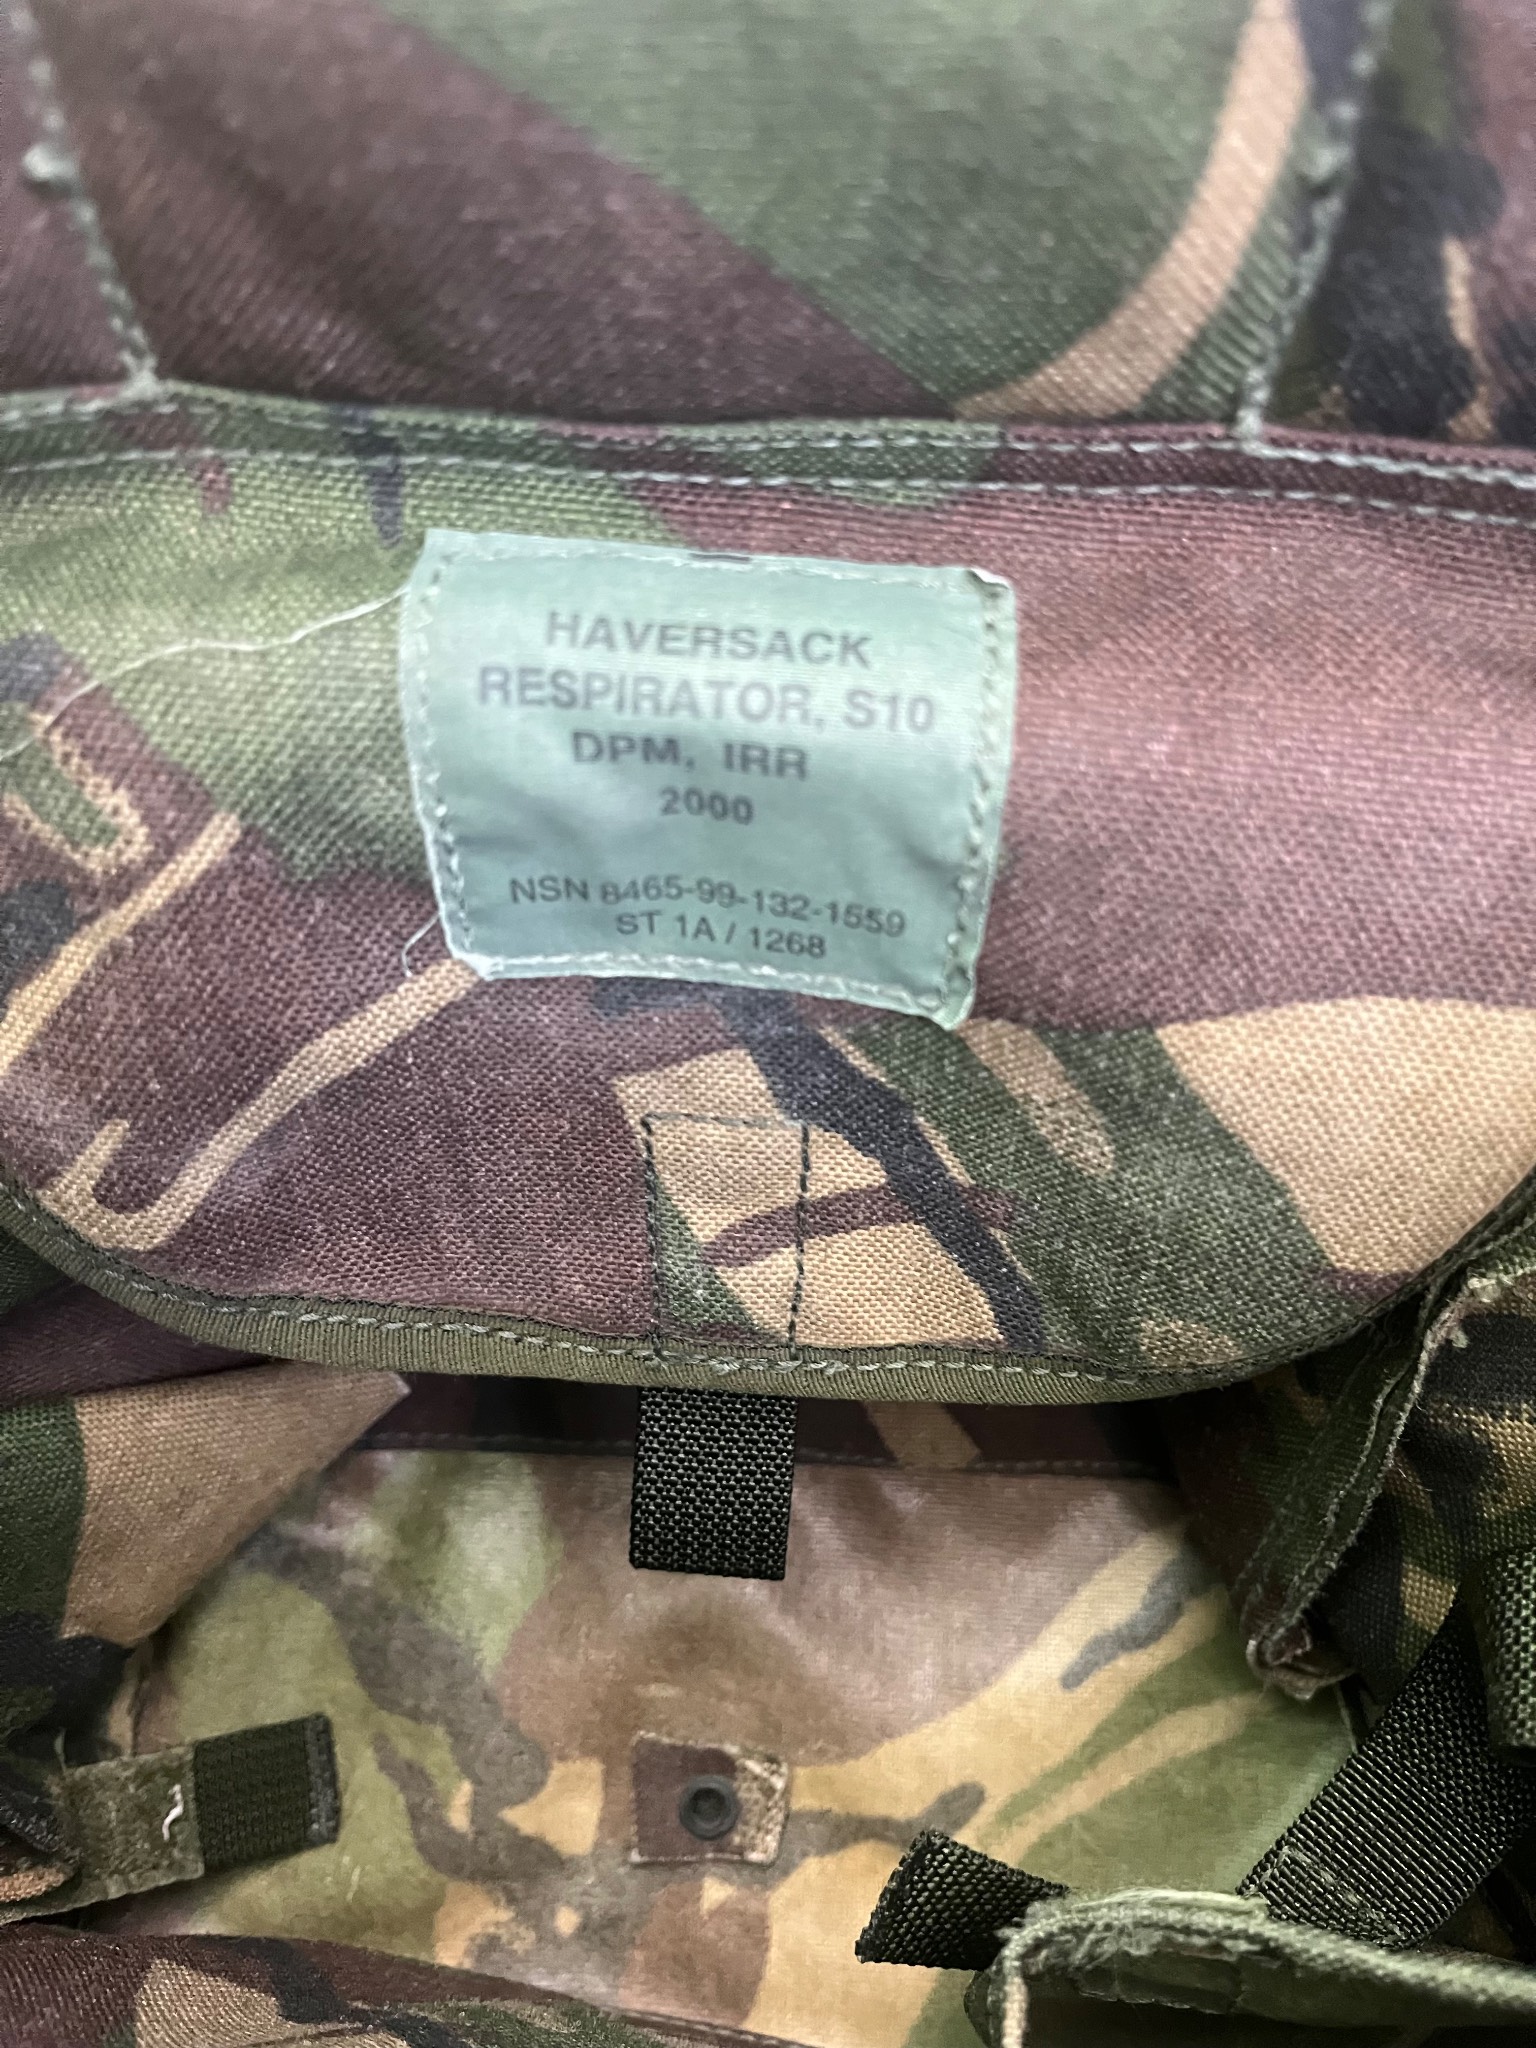 HAVERSACK
RESPIRATOR, S10
DPM, IRR
2000
NSN 8465-99-132-1559
ST 1A / 1268